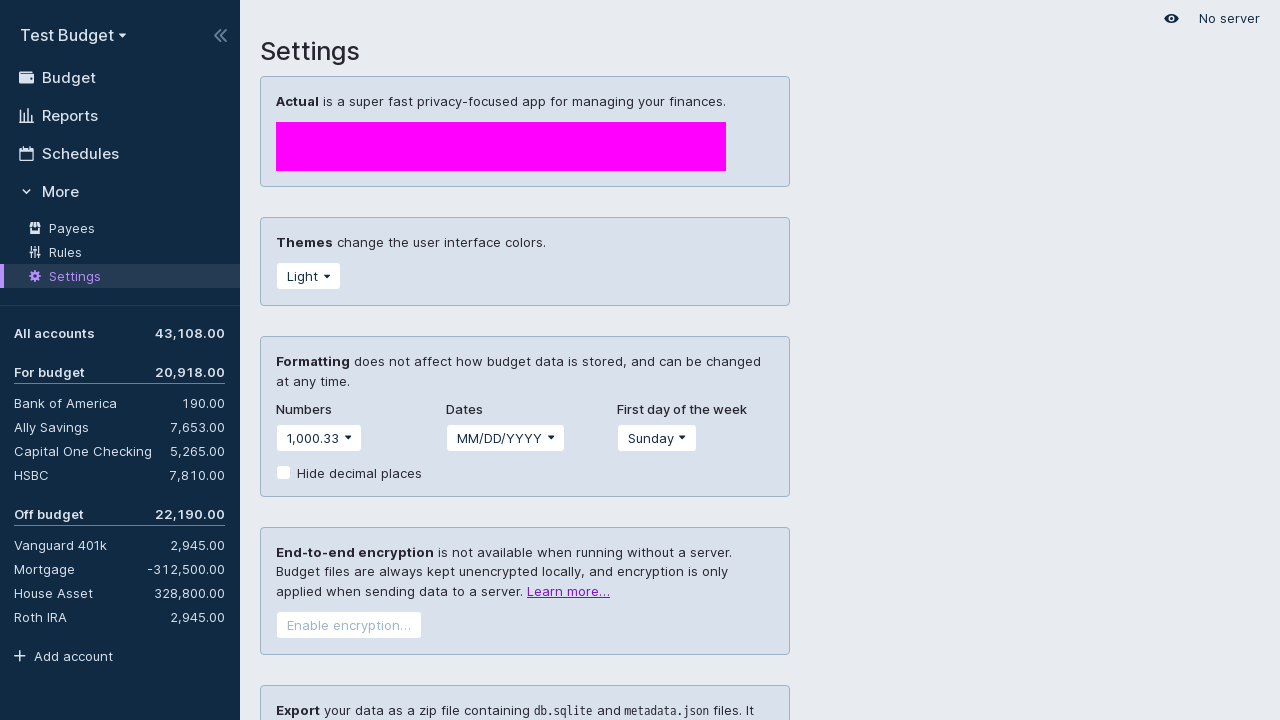 Test Budget
No server
Budget
Reports
Schedules
More
Payees
Rules
Settings
All accounts 43,108.00
For budget 20,918.00
Bank of America 190.00
Ally Savings 7,653.00
Capital One Checking 5,265.00
HSBC 7,810.00
Off budget 22,190.00
Vanguard 401k 2,945.00
Mortgage -312,500.00
House Asset 328,800.00
Roth IRA 2,945.00
Add account
Settings
Actual is a super fast privacy-focused app for managing your finances.
Themes change the user interface colors.
Light
Formatting does not affect how budget data is stored, and can be changed
at any time.
Numbers Dates First day of the week
1,000.33 MM/DD/YYYY Sunday
Hide decimal places
End-to-end encryption is not available when running without a server.
Budget files are always kept unencrypted locally, and encryption is only
applied when sending data to a server. Learn more…
Enable encryption…
Export your data as a zip file containing db.sqlite and metadata.json files. It